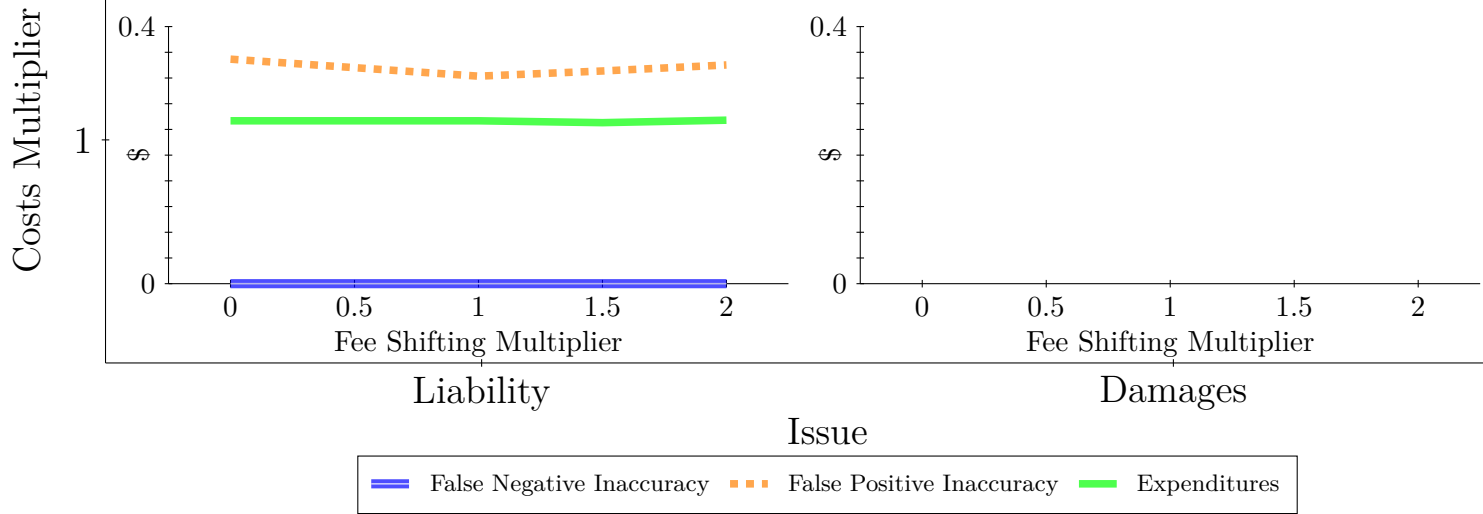 Costs Multiplier
1
0.4
$
0
0 0.5 1 1.5 2
Fee Shifting Multiplier
0.4
$
0
0 0.5 1 1.5 2
Fee Shifting Multiplier
Liability Damages
Issue
False Negative Inaccuracy False Positive Inaccuracy Expenditures